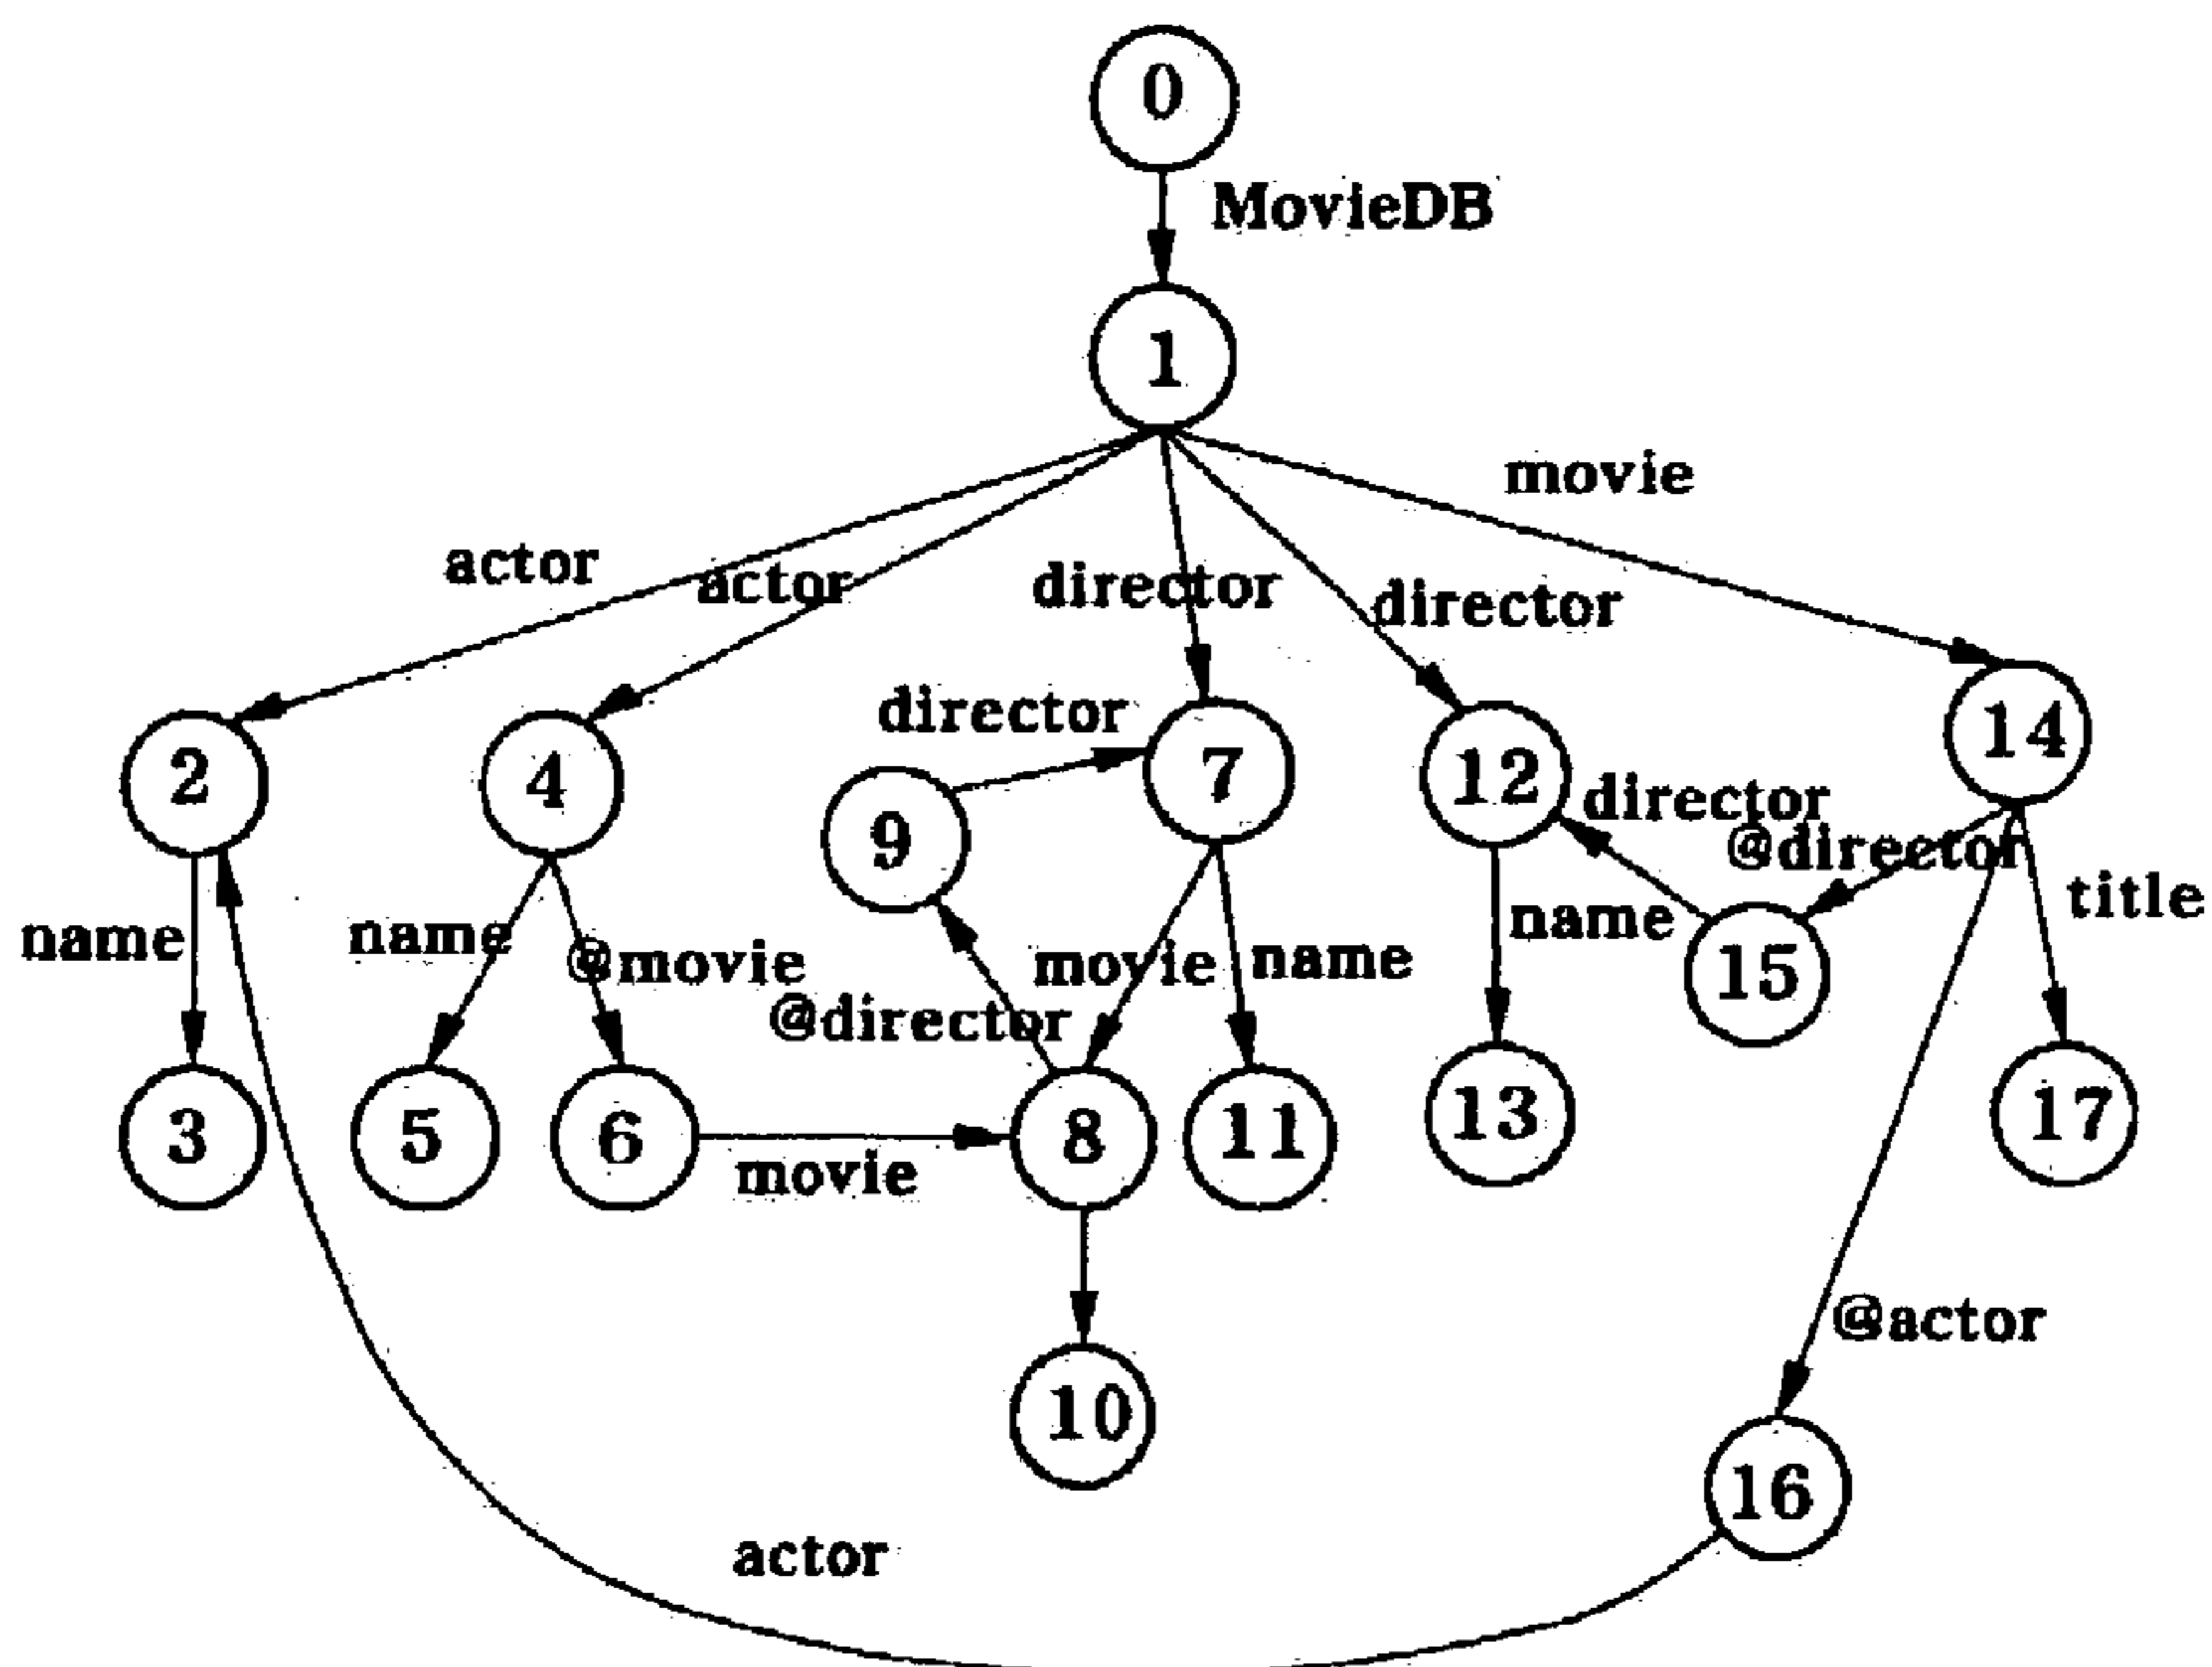 0
MovieDB
1
movie
actor
actor
director
director
director
2
4
7
12
14
9
director
@director
name
name
@movie
movie
name
name
title
@director
15
3
5
6
8
11
13
17
movie
10
@actor
16
actor